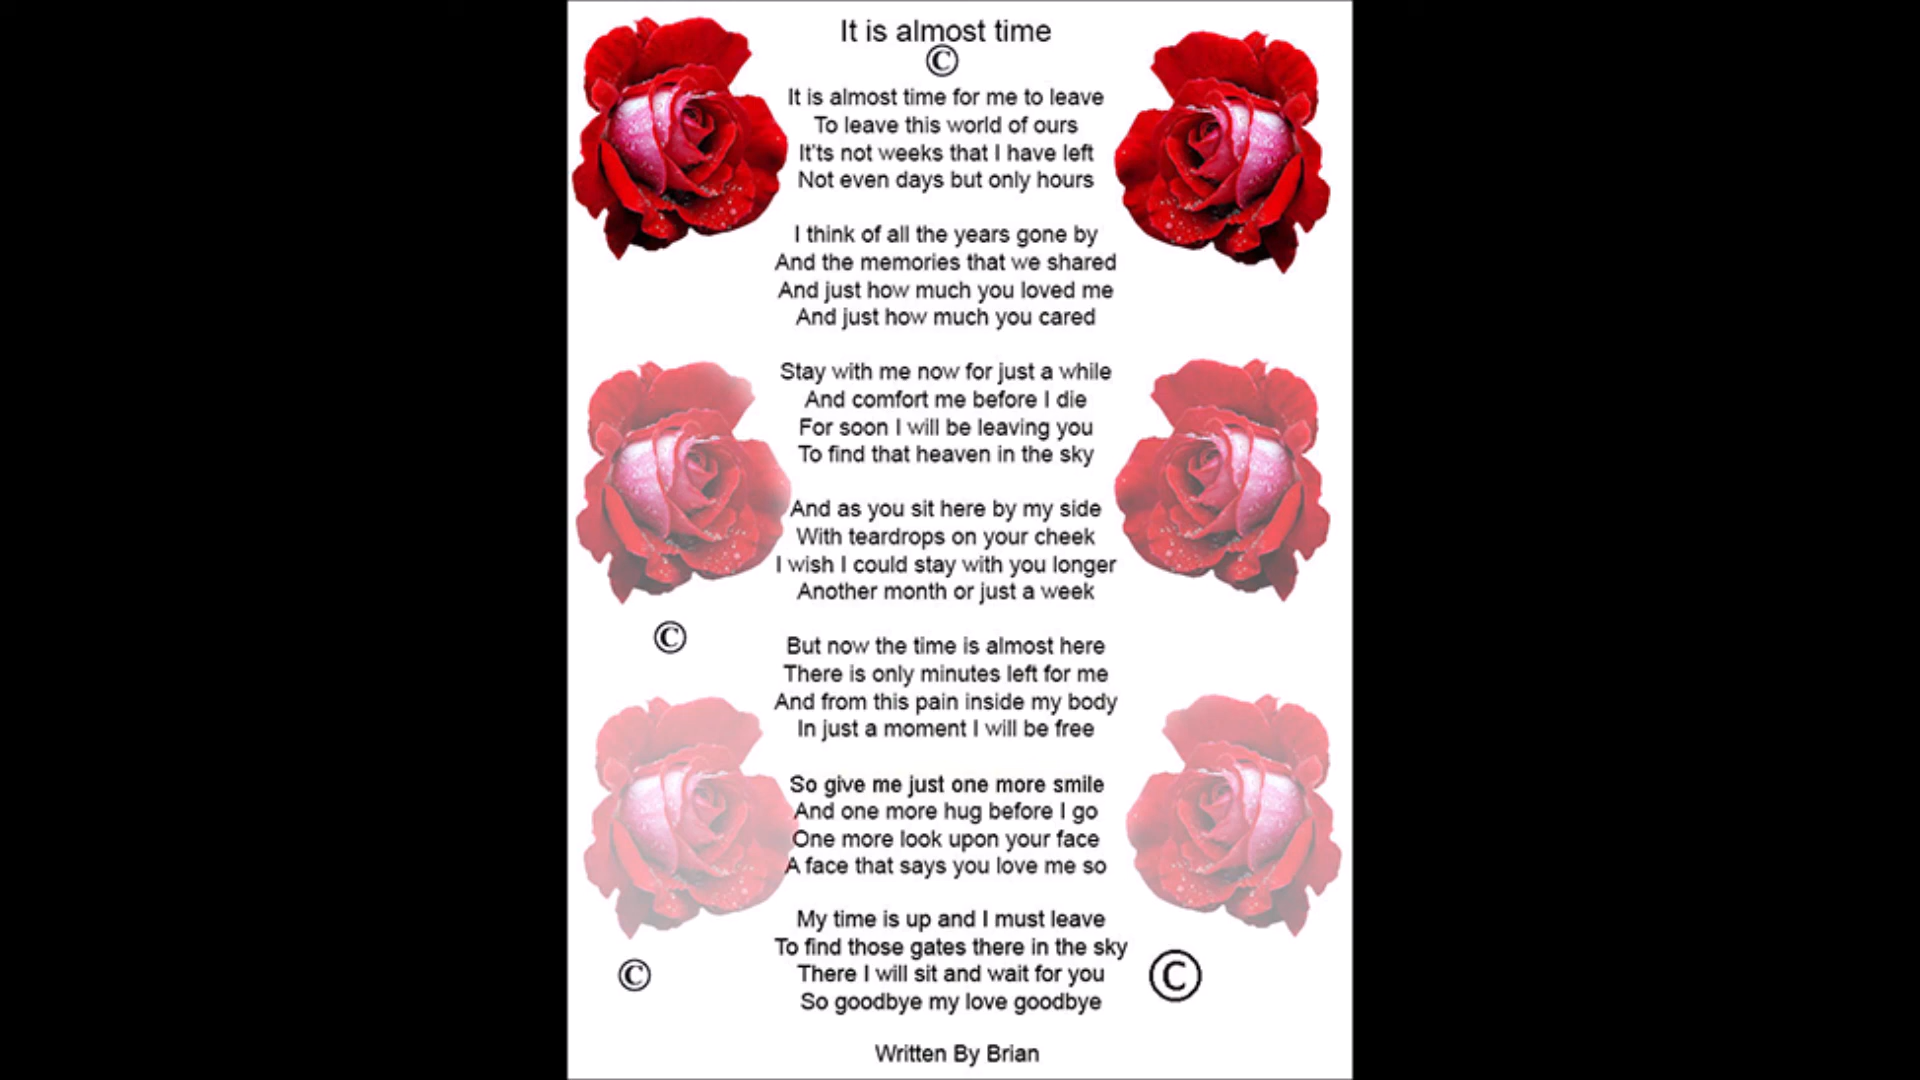 It is almost time
©
It is almost time for me to leave
To leave this world of ours
It'ts not weeks that I have left
Not even days but only hours
I think of all the years gone by
And the memories that we shared
And just how much you loved me
And just how much you cared
Stay with me now for just a while
And comfort me before I die
For soon I will be leaving you
To find that heaven in the sky
And as you sit here by my side
With teardrops on your cheek
I wish I could stay with you longer
Another month or just a week
©
But now the time is almost here
There is only minutes left for me
And from this pain inside my body
In just a moment I will be free
So give me just one more smile
And one more hug before I go
One more look upon your face
A face that says you love me so
My time is up and I must leave
To find those gates there in the sky
© There I will sit and wait for you ©
So goodbye my love goodbye
Written By Brian